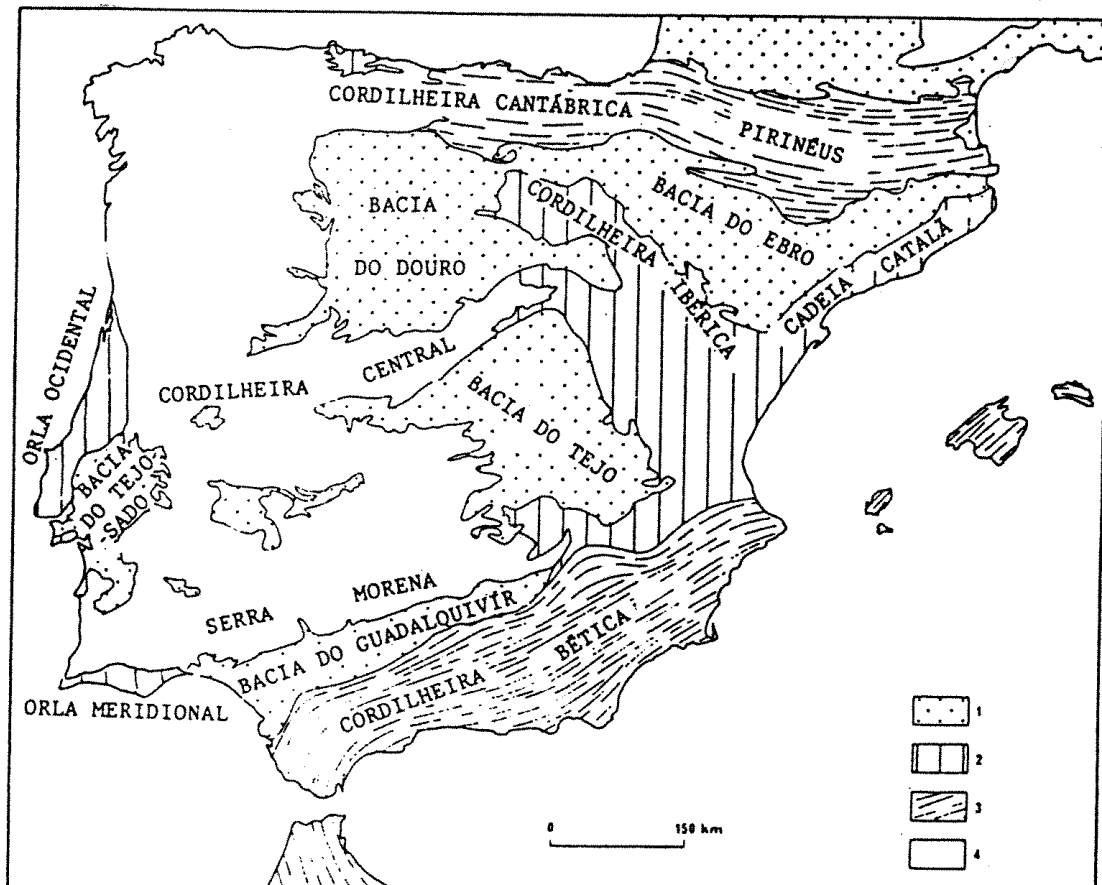 CORDILHEIRA CANTÁBRICA
PIRINÉUS
BACIA
DO DOURO
CORDILHEIRA IBÉRICA
BACIA DO EBRO
CADEIA CATALÃ
ORLA OCIDENTAL
CORDILHEIRA CENTRAL
BACIA DO TEJO
BACIA
DO TEJO
SADO
SERRA MORENA
BACIA DO GUADALQUIVÍR
CORDILHEIRA BÉTICA
ORLA MERIDIONAL
1
2
3
4
0 150 km